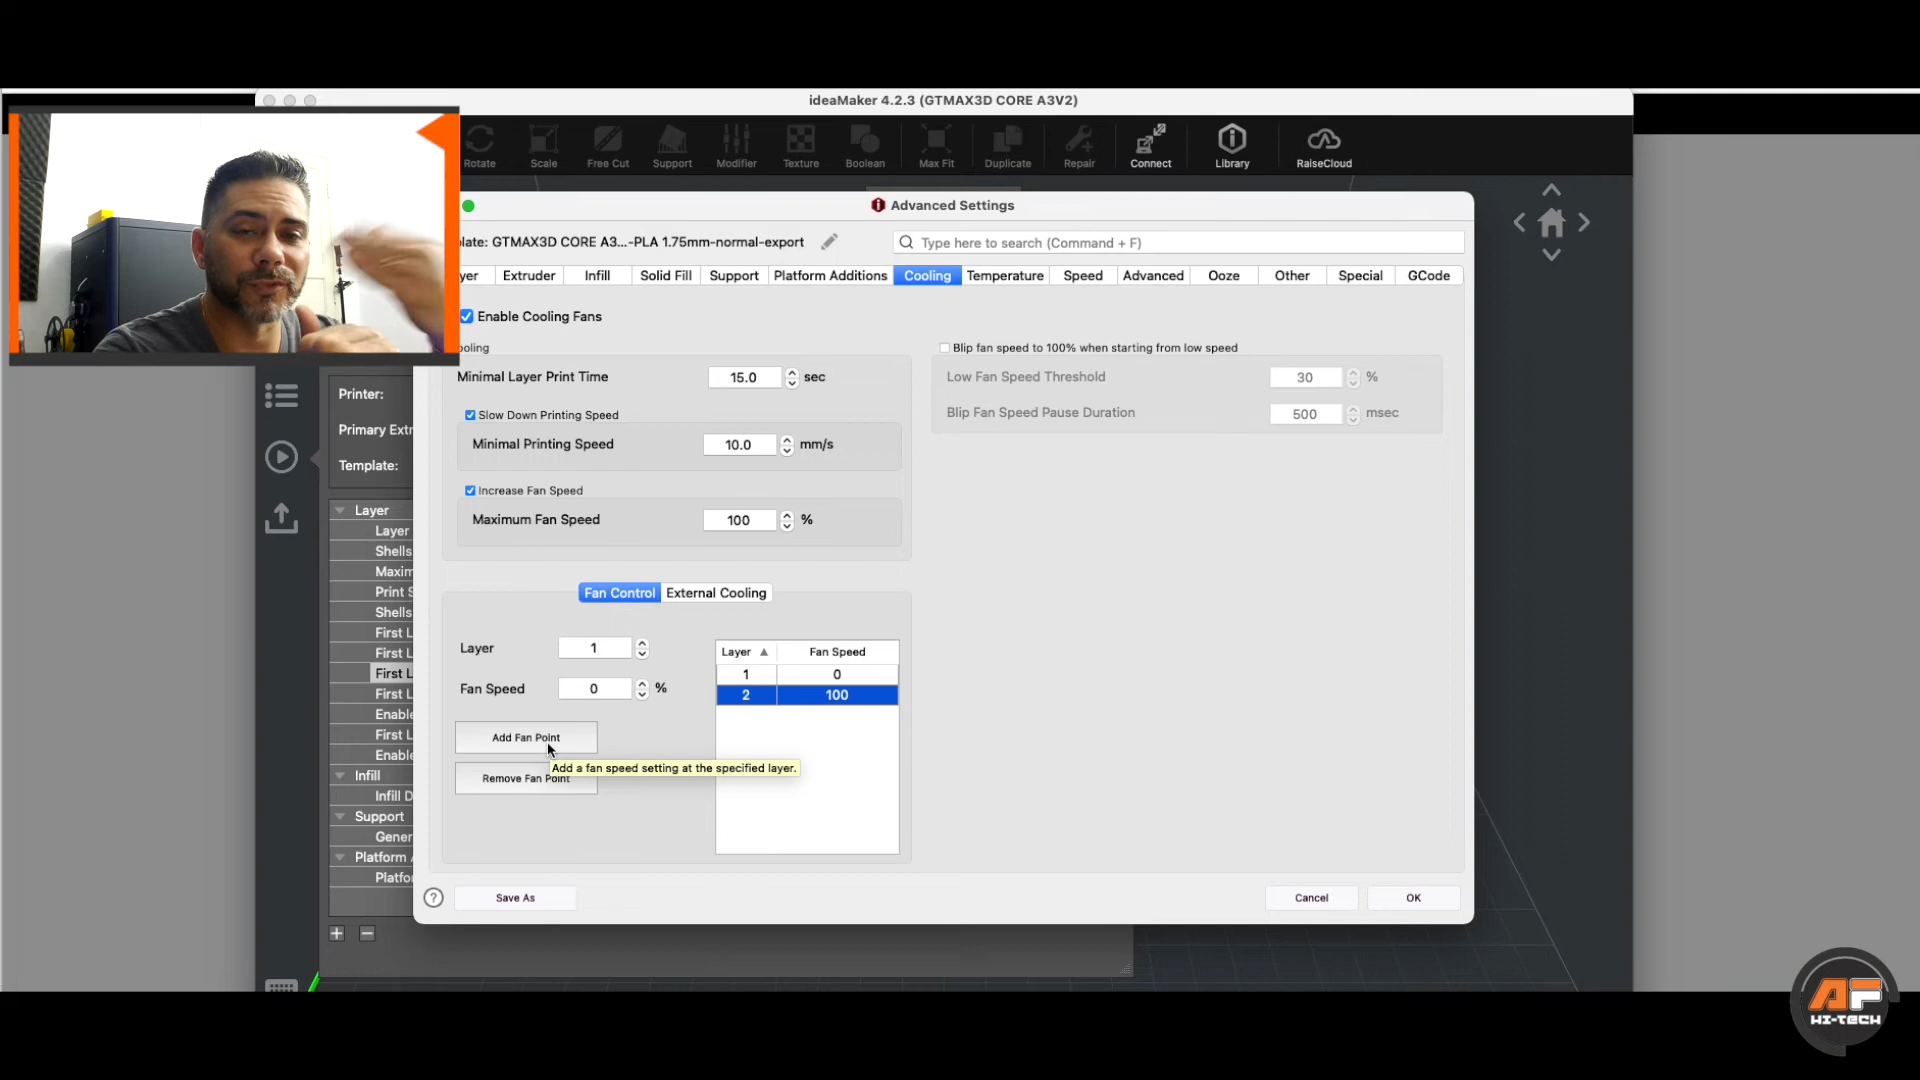 ideaMaker 4.2.3 (GTMAX3D CORE A3V2)
Rotate Scale Free Cut Support Modifier Texture Boolean Max Fit Duplicate Repair Connect Library RaiseCloud
Advanced Settings
late: GTMAX3D CORE A3...-PLA 1.75mm-normal-export
Type here to search (Command + F)
yer Extruder Infill Solid Fill Support Platform Additions Cooling Temperature Speed Advanced Ooze Other Special GCode
Enable Cooling Fans
ooling
Blip fan speed to 100% when starting from low speed
Minimal Layer Print Time 15.0 sec
Low Fan Speed Threshold 30 %
Slow Down Printing Speed
Blip Fan Speed Pause Duration 500 msec
Minimal Printing Speed 10.0 mm/s
Increase Fan Speed
Maximum Fan Speed 100 %
Fan Control External Cooling
Layer 1
Fan Speed 0 %
Layer Fan Speed
1 0
2 100
Add Fan Point
Add a fan speed setting at the specified layer.
Remove Fan Point
? Save As Cancel OK
Printer:
Primary Extr
Template:
Layer
Layer
Shells
Maxim
Print S
Shells
First L
First L
First L
First L
Enable
First L
Enable
Infill
Infill D
Support
Gener
Platform
Platfo
AF
HI-TECH